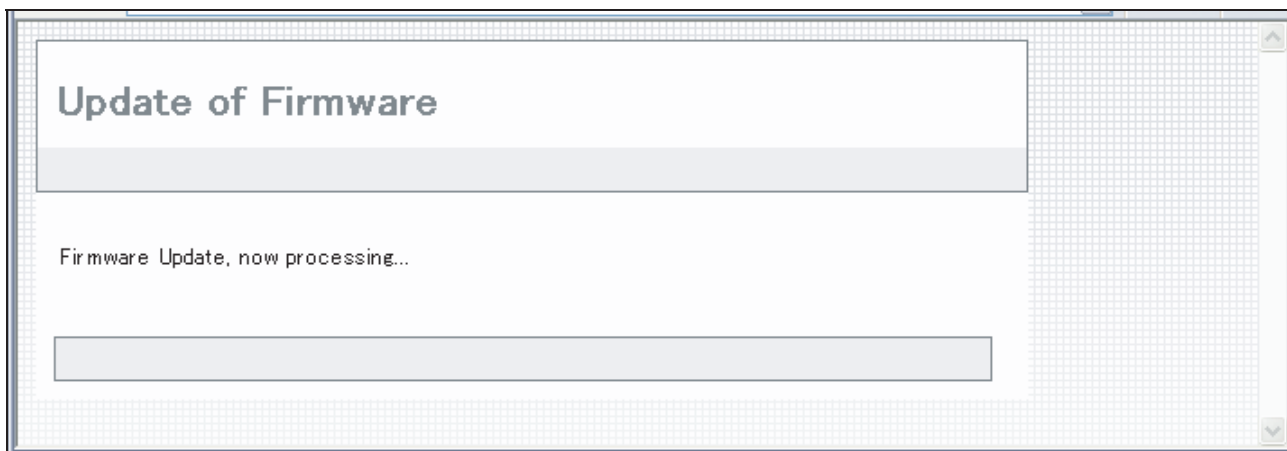 Update of Firmware
Firmware Update, now processing...